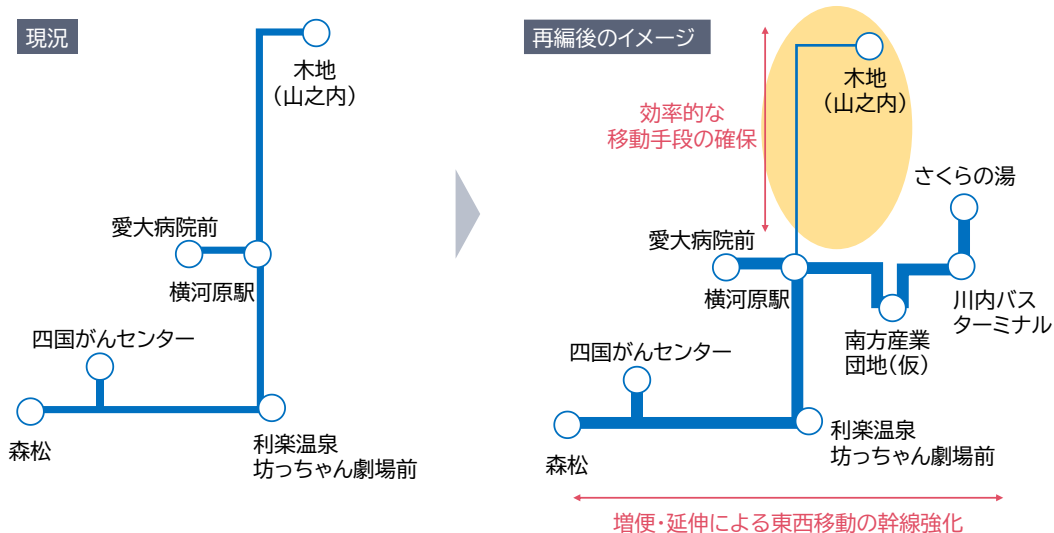 現況
木地
（山之内）
愛大病院前
横河原駅
四国がんセンター
森松
利楽温泉
坊っちゃん劇場前
再編後のイメージ
木地
（山之内）
効率的な
移動手段の確保
さくらの湯
愛大病院前
横河原駅
川内バス
ターミナル
南方産業
団地(仮)
四国がんセンター
森松
利楽温泉
坊っちゃん劇場前
増便・延伸による東西移動の幹線強化